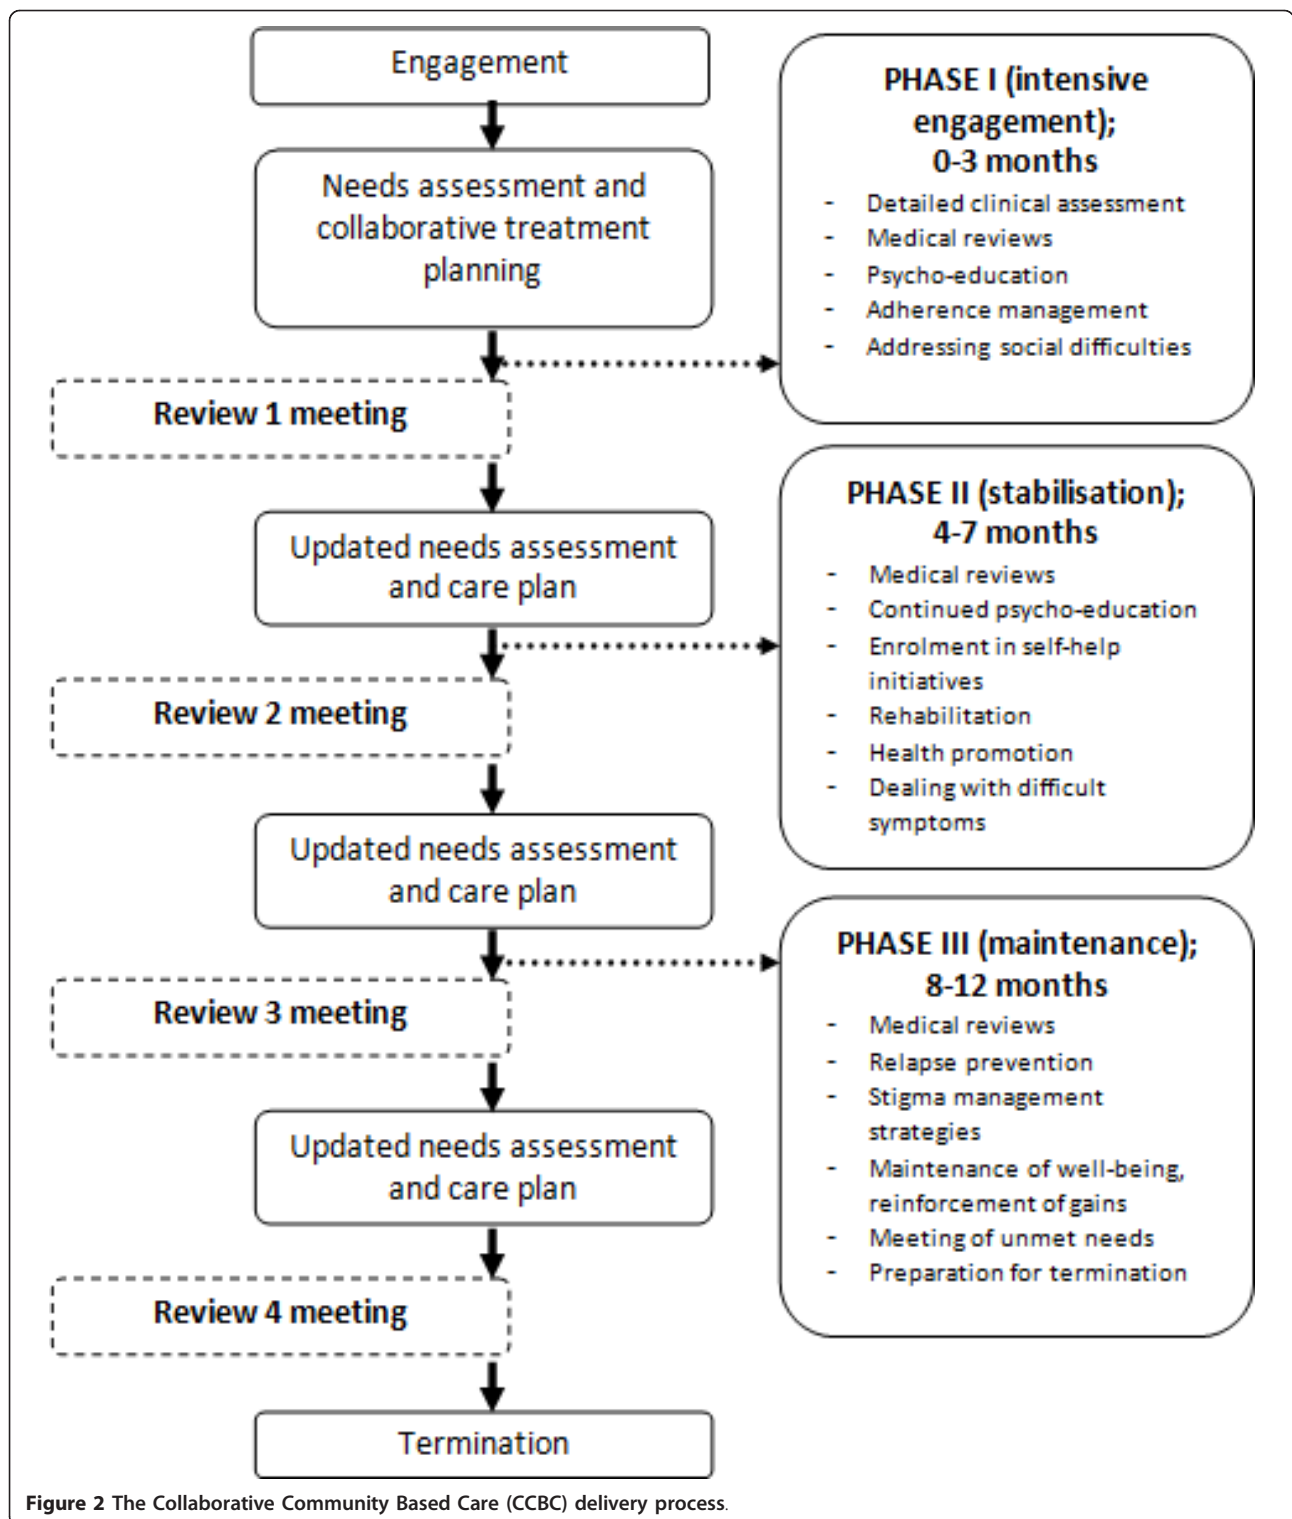 Engagement
Needs assessment and
collaborative treatment
planning
Review 1 meeting
Updated needs assessment
and care plan
Review 2 meeting
Updated needs assessment
and care plan
Review 3 meeting
Updated needs assessment
and care plan
Review 4 meeting
Termination
PHASE I (intensive
engagement);
0-3 months
- Detailed clinical assessment
- Medical reviews
- Psycho-education
- Adherence management
- Addressing social difficulties
PHASE II (stabilisation);
4-7 months
- Medical reviews
- Continued psycho-education
- Enrolment in self-help
initiatives
- Rehabilitation
- Health promotion
- Dealing with difficult
symptoms
PHASE III (maintenance);
8-12 months
- Medical reviews
- Relapse prevention
- Stigma management
strategies
- Maintenance of well-being,
reinforcement of gains
- Meeting of unmet needs
- Preparation for termination
Figure 2 The Collaborative Community Based Care (CCBC) delivery process.